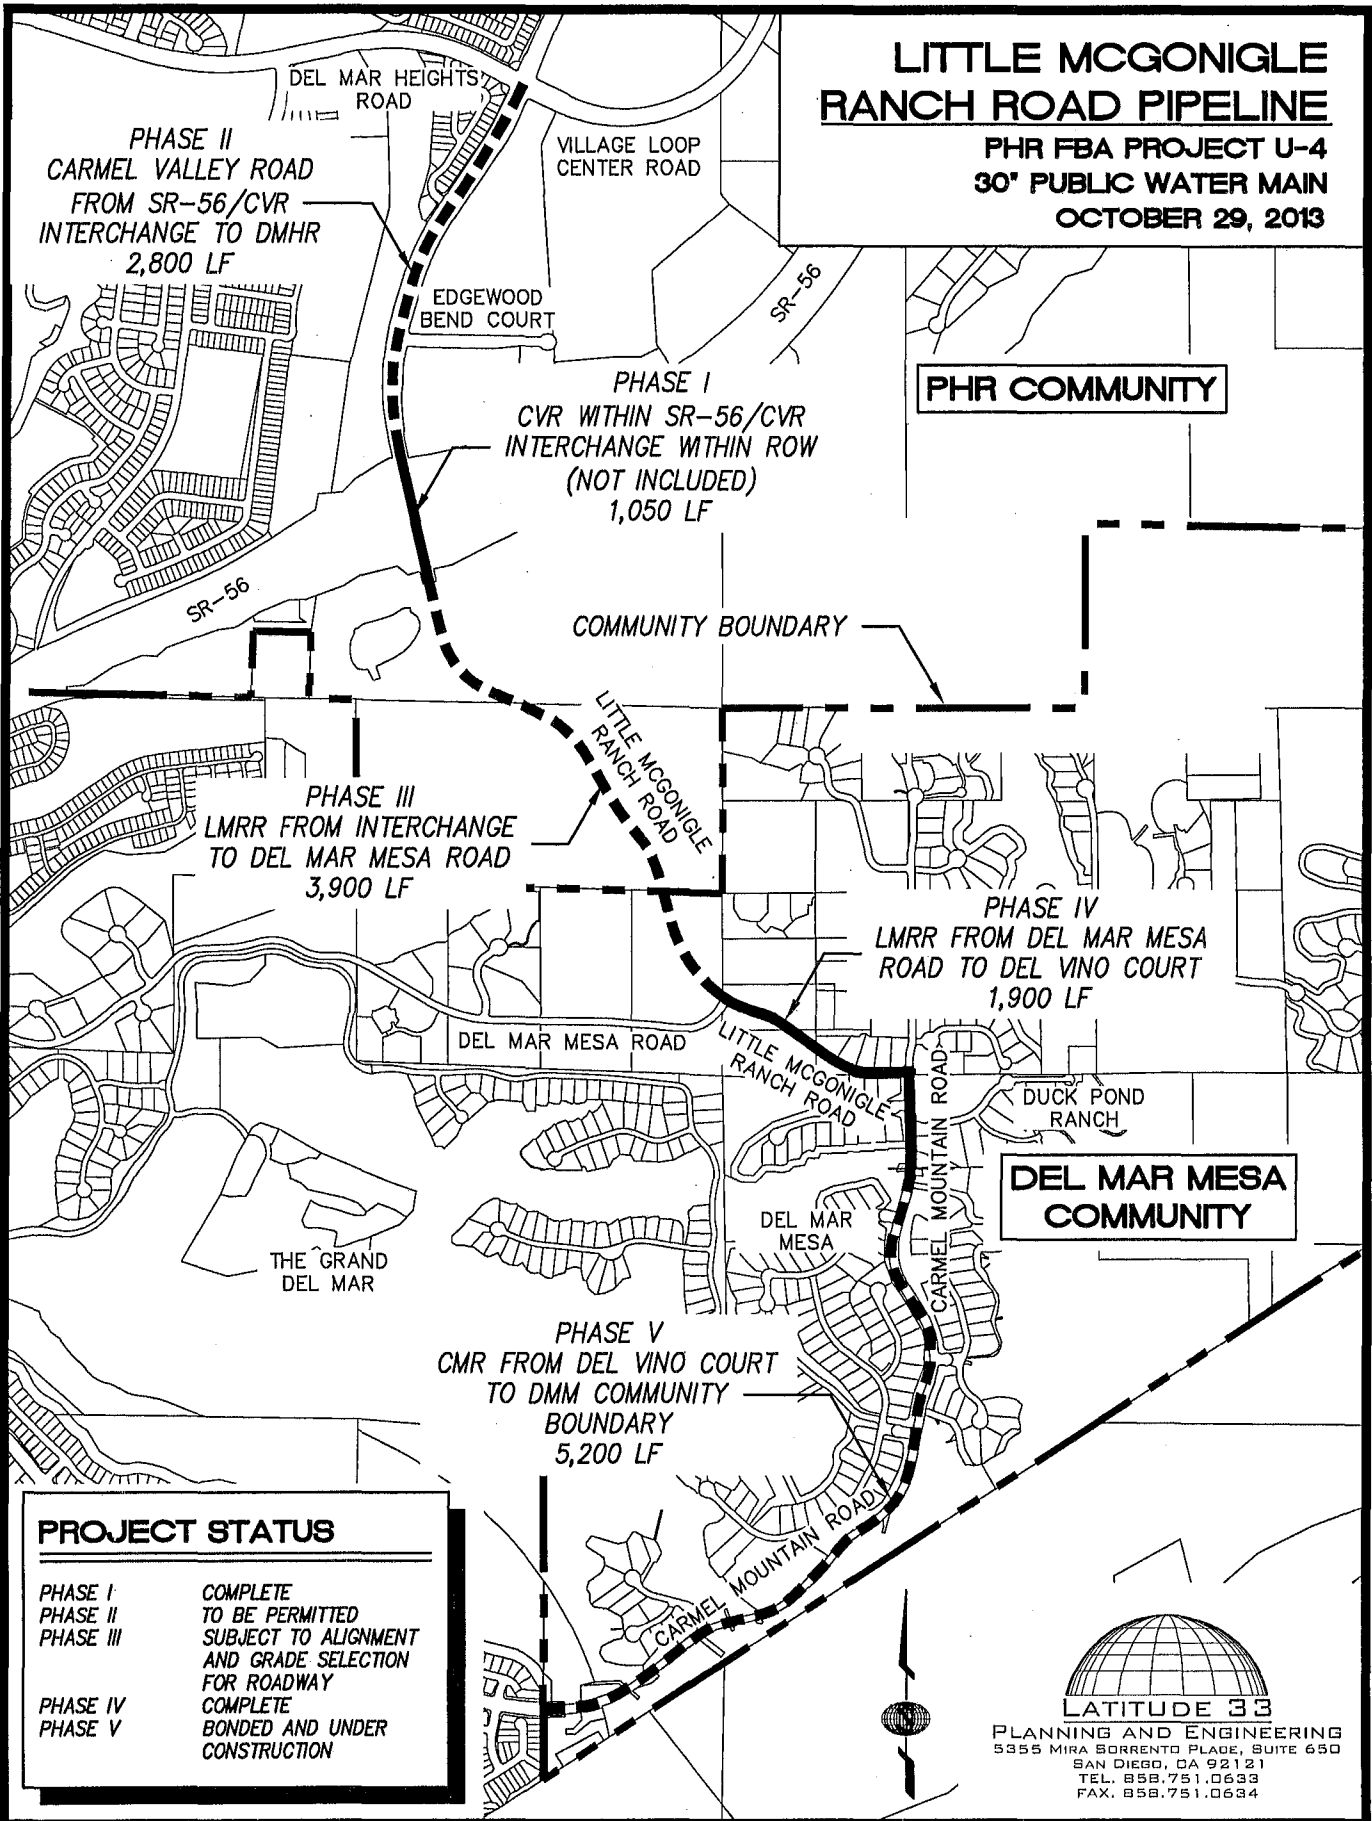 LITTLE MCGONIGLE
RANCH ROAD PIPELINE
PHR FBA PROJECT U-4
30" PUBLIC WATER MAIN
OCTOBER 29, 2013
DEL MAR HEIGHTS
ROAD
PHASE II
CARMEL VALLEY ROAD
FROM SR-56/CVR
INTERCHANGE TO DMHR
2,800 LF
VILLAGE LOOP
CENTER ROAD
EDGEWOOD
BEND COURT
SR-56
PHR COMMUNITY
PHASE I
CVR WITHIN SR-56/CVR
INTERCHANGE WITHIN ROW
(NOT INCLUDED)
1,050 LF
SR-56
COMMUNITY BOUNDARY
LITTLE MCGONIGLE
RANCH ROAD
PHASE III
LMRR FROM INTERCHANGE
TO DEL MAR MESA ROAD
3,900 LF
PHASE IV
LMRR FROM DEL MAR MESA
ROAD TO DEL VINO COURT
1,900 LF
DEL MAR MESA ROAD
LITTLE MCGONIGLE
RANCH ROAD
CARMEL MOUNTAIN ROAD
DUCK POND
RANCH
DEL MAR MESA
COMMUNITY
DEL MAR
MESA
THE GRAND
DEL MAR
PHASE V
CMR FROM DEL VINO COURT
TO DMM COMMUNITY
BOUNDARY
5,200 LF
CARMEL MOUNTAIN ROAD
PROJECT STATUS
PHASE I COMPLETE
PHASE II TO BE PERMITTED
PHASE III SUBJECT TO ALIGNMENT
AND GRADE SELECTION
FOR ROADWAY
PHASE IV COMPLETE
PHASE V BONDED AND UNDER
CONSTRUCTION
LATITUDE 33
PLANNING AND ENGINEERING
5355 MIRA SORRENTO PLACE, SUITE 650
SAN DIEGO, CA 92121
TEL. 858.751.0633
FAX. 858.751.0634